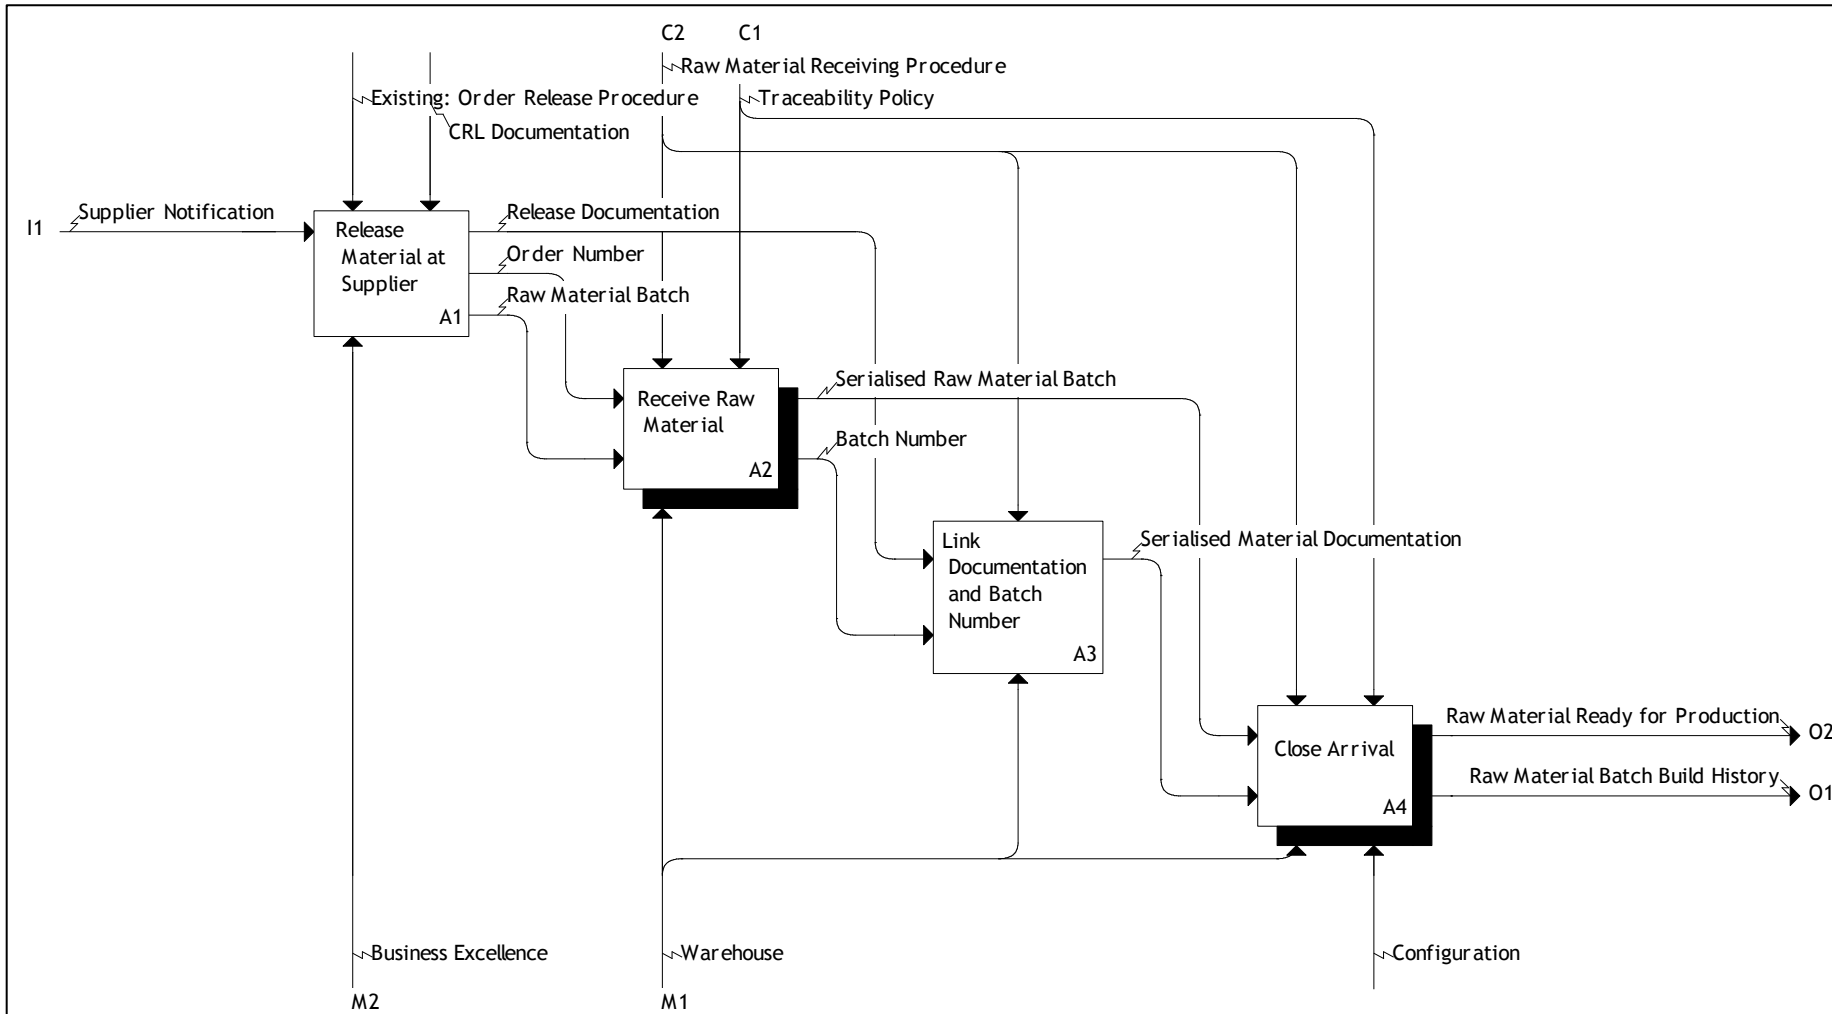 C2
C1
Raw Material Receiving Procedure
Existing: Order Release Procedure
Traceability Policy
CRL Documentation
I1
Supplier Notification
Release
Material at
Supplier
A1
Release Documentation
Order Number
Raw Material Batch
Receive Raw
Material
A2
Serialised Raw Material Batch
Batch Number
Link
Documentation
and Batch
Number
A3
Serialised Material Documentation
Close Arrival
A4
Raw Material Ready for Production
O2
Raw Material Batch Build History
O1
Business Excellence
Warehouse
Configuration
M2
M1